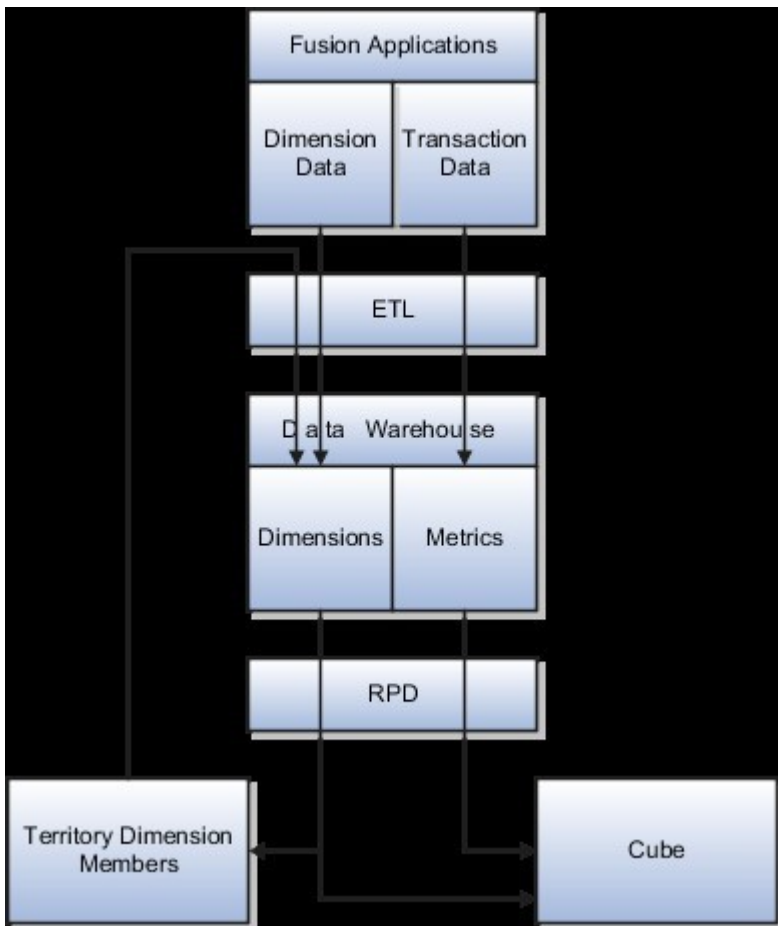 Fusion Applications
Dimension
Data
Transaction
Data
ETL
Data Warehouse
Dimensions
Metrics
RPD
Territory Dimension
Members
Cube